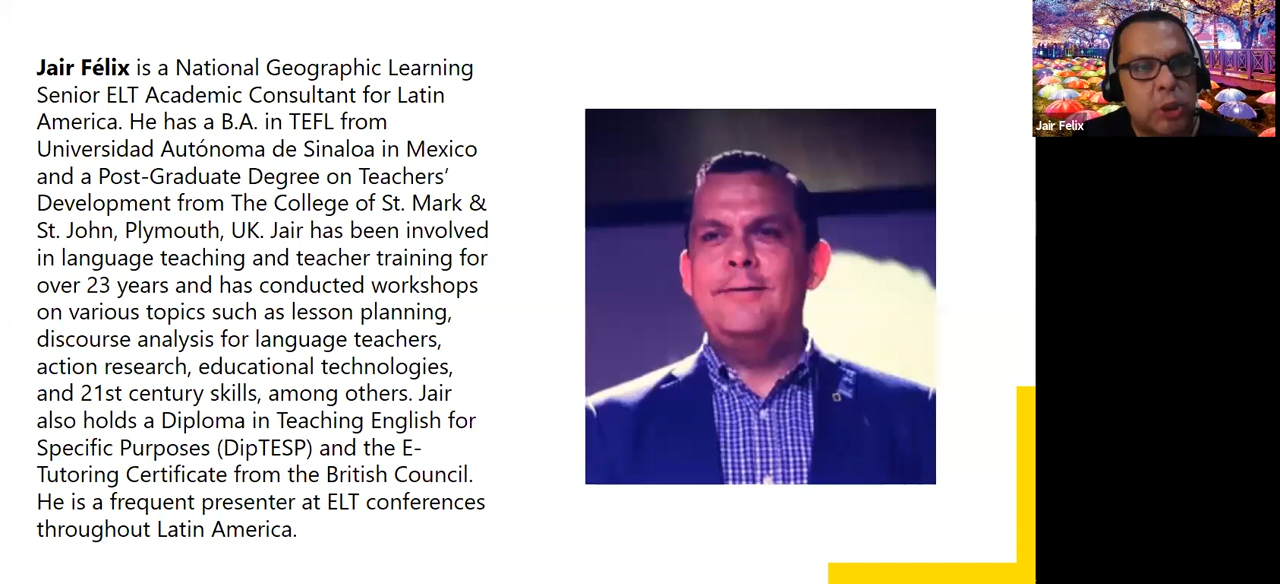 Jair Félix is a National Geographic Learning
Senior ELT Academic Consultant for Latin
America. He has a B.A. in TEFL from
Universidad Autónoma de Sinaloa in Mexico
and a Post-Graduate Degree on Teachers’
Development from The College of St. Mark &
St. John, Plymouth, UK. Jair has been involved
in language teaching and teacher training for
over 23 years and has conducted workshops
on various topics such as lesson planning,
discourse analysis for language teachers,
action research, educational technologies,
and 21st century skills, among others. Jair
also holds a Diploma in Teaching English for
Specific Purposes (DipTESP) and the E-
Tutoring Certificate from the British Council.
He is a frequent presenter at ELT conferences
throughout Latin America.
Jair Felix